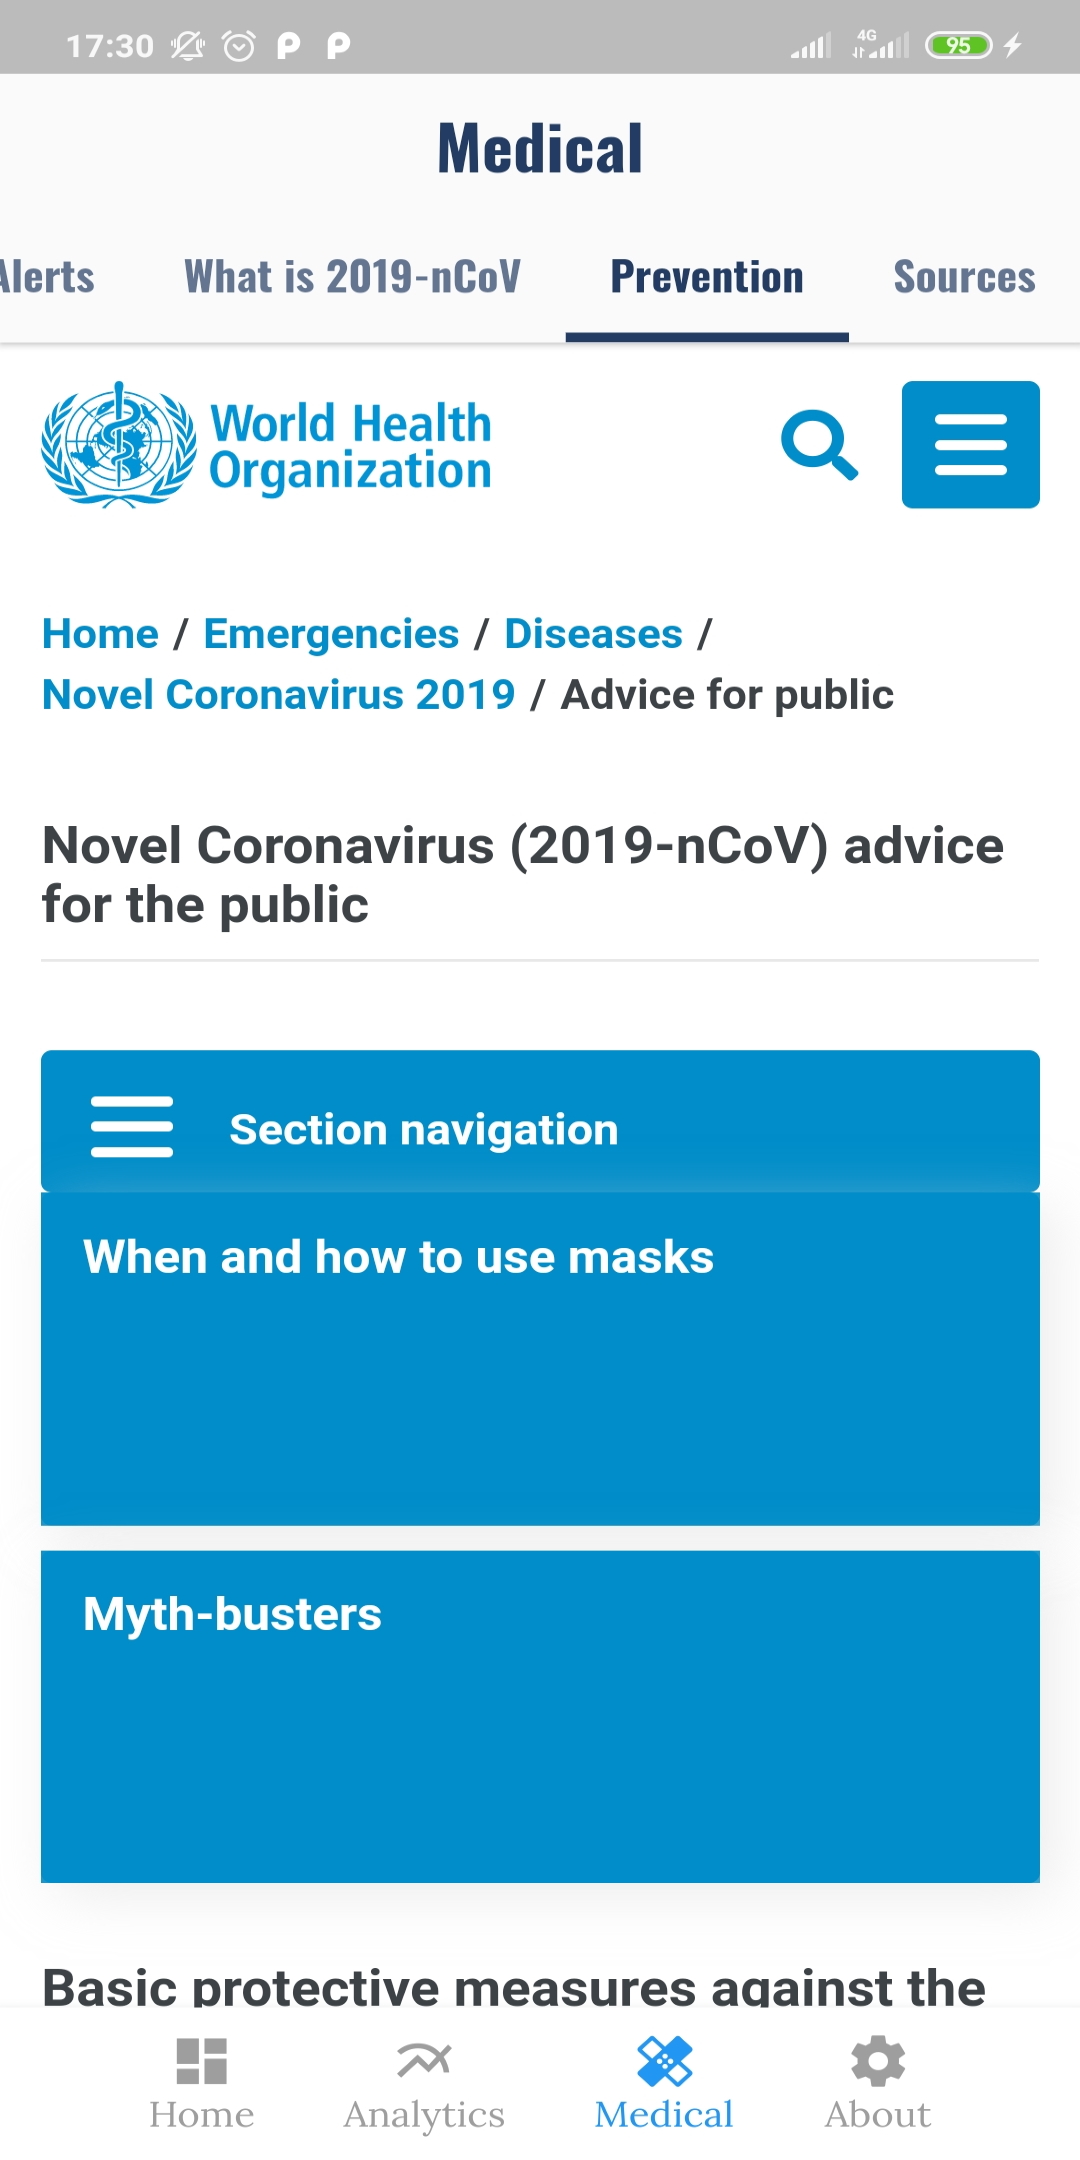 17:30 4G 95
Medical
Alerts What is 2019-nCoV Prevention Sources
World Health
Organization
Home / Emergencies / Diseases /
Novel Coronavirus 2019 / Advice for public
Novel Coronavirus (2019-nCoV) advice
for the public
Section navigation
When and how to use masks
Myth-busters
Basic protective measures against the
Home Analytics Medical About